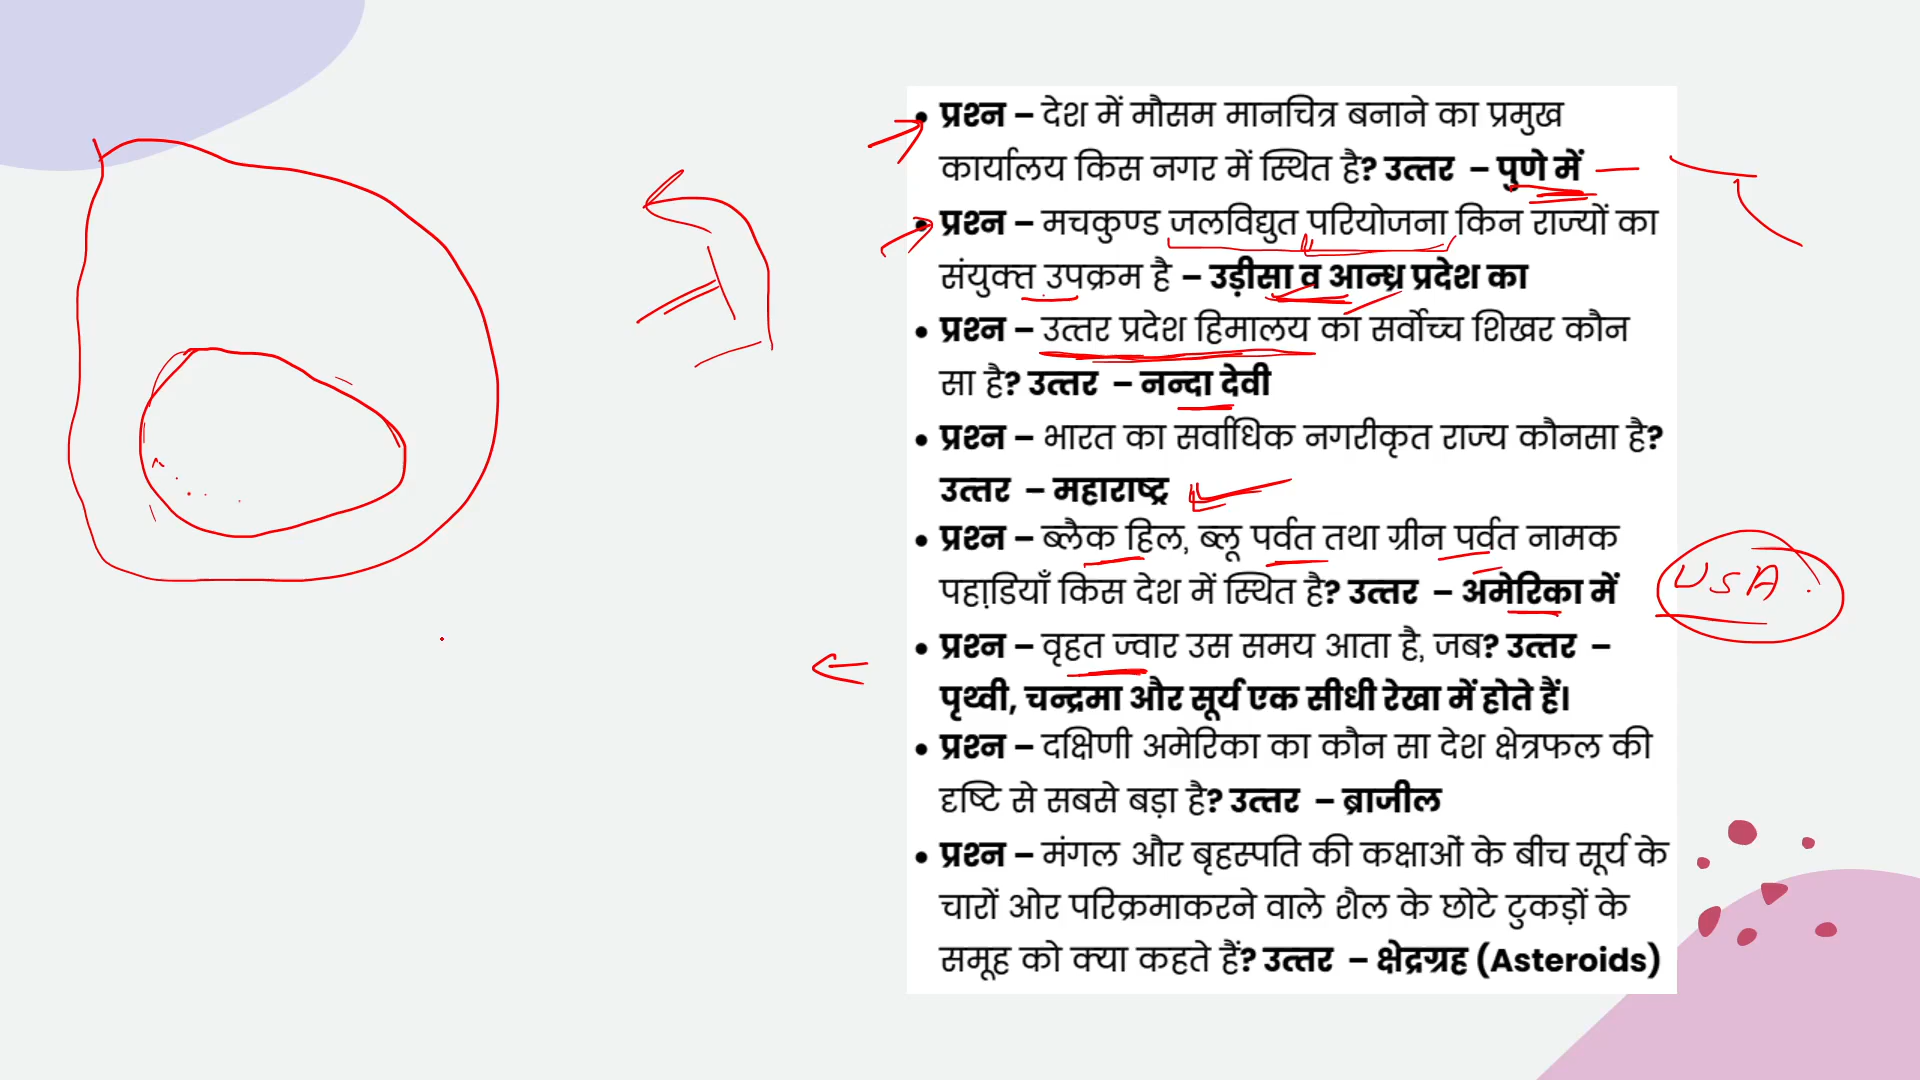 • प्रश्न – देश में मौसम मानचित्र बनाने का प्रमुख
कार्यालय किस नगर में स्थित है? उत्तर – पुणे में
• प्रश्न – मचकुण्ड जलविद्युत परियोजना किन राज्यों का
संयुक्त उपक्रम है – उड़ीसा व आन्ध्र प्रदेश का
• प्रश्न – उत्तर प्रदेश हिमालय का सर्वोच्च शिखर कौन
सा है? उत्तर – नन्दा देवी
• प्रश्न – भारत का सर्वाधिक नगरीकृत राज्य कौनसा है?
उत्तर – महाराष्ट्र
• प्रश्न – ब्लैक हिल, ब्लू पर्वत तथा ग्रीन पर्वत नामक
पहाडि़याँ किस देश में स्थित है? उत्तर – अमेरिका में
USA
• प्रश्न – वृहत ज्वार उस समय आता है, जब? उत्तर –
पृथ्वी, चन्द्रमा और सूर्य एक सीधी रेखा में होते हैं।
• प्रश्न – दक्षिणी अमेरिका का कौन सा देश क्षेत्रफल की
दृष्टि से सबसे बड़ा है? उत्तर – ब्राजील
• प्रश्न – मंगल और बृहस्पति की कक्षाओं के बीच सूर्य के
चारों ओर परिक्रमाकरने वाले शैल के छोटे टुकड़ों के
समूह को क्या कहते हैं? उत्तर – क्षेद्रग्रह (Asteroids)